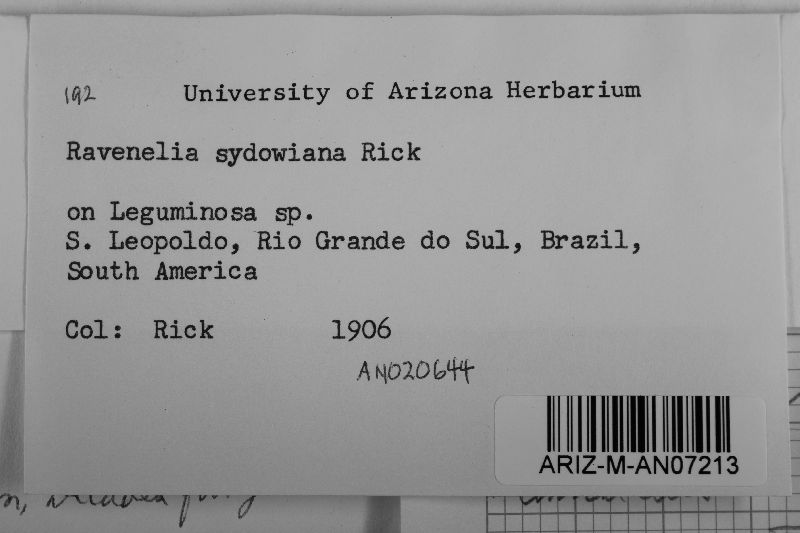 192 University of Arizona Herbarium
Ravenelia sydowiana Rick
on Leguminosa sp.
S. Leopoldo, Rio Grande do Sul, Brazil,
South America
Col: Rick 1906
AN020644
ARIZ-M-AN07213